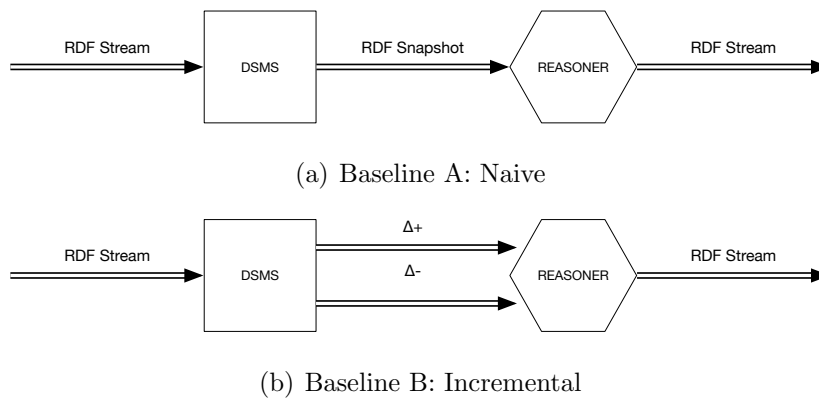 RDF Stream
DSMS
RDF Snapshot
REASONER
RDF Stream
(a) Baseline A: Naive
RDF Stream
DSMS
Δ+
Δ-
REASONER
RDF Stream
(b) Baseline B: Incremental